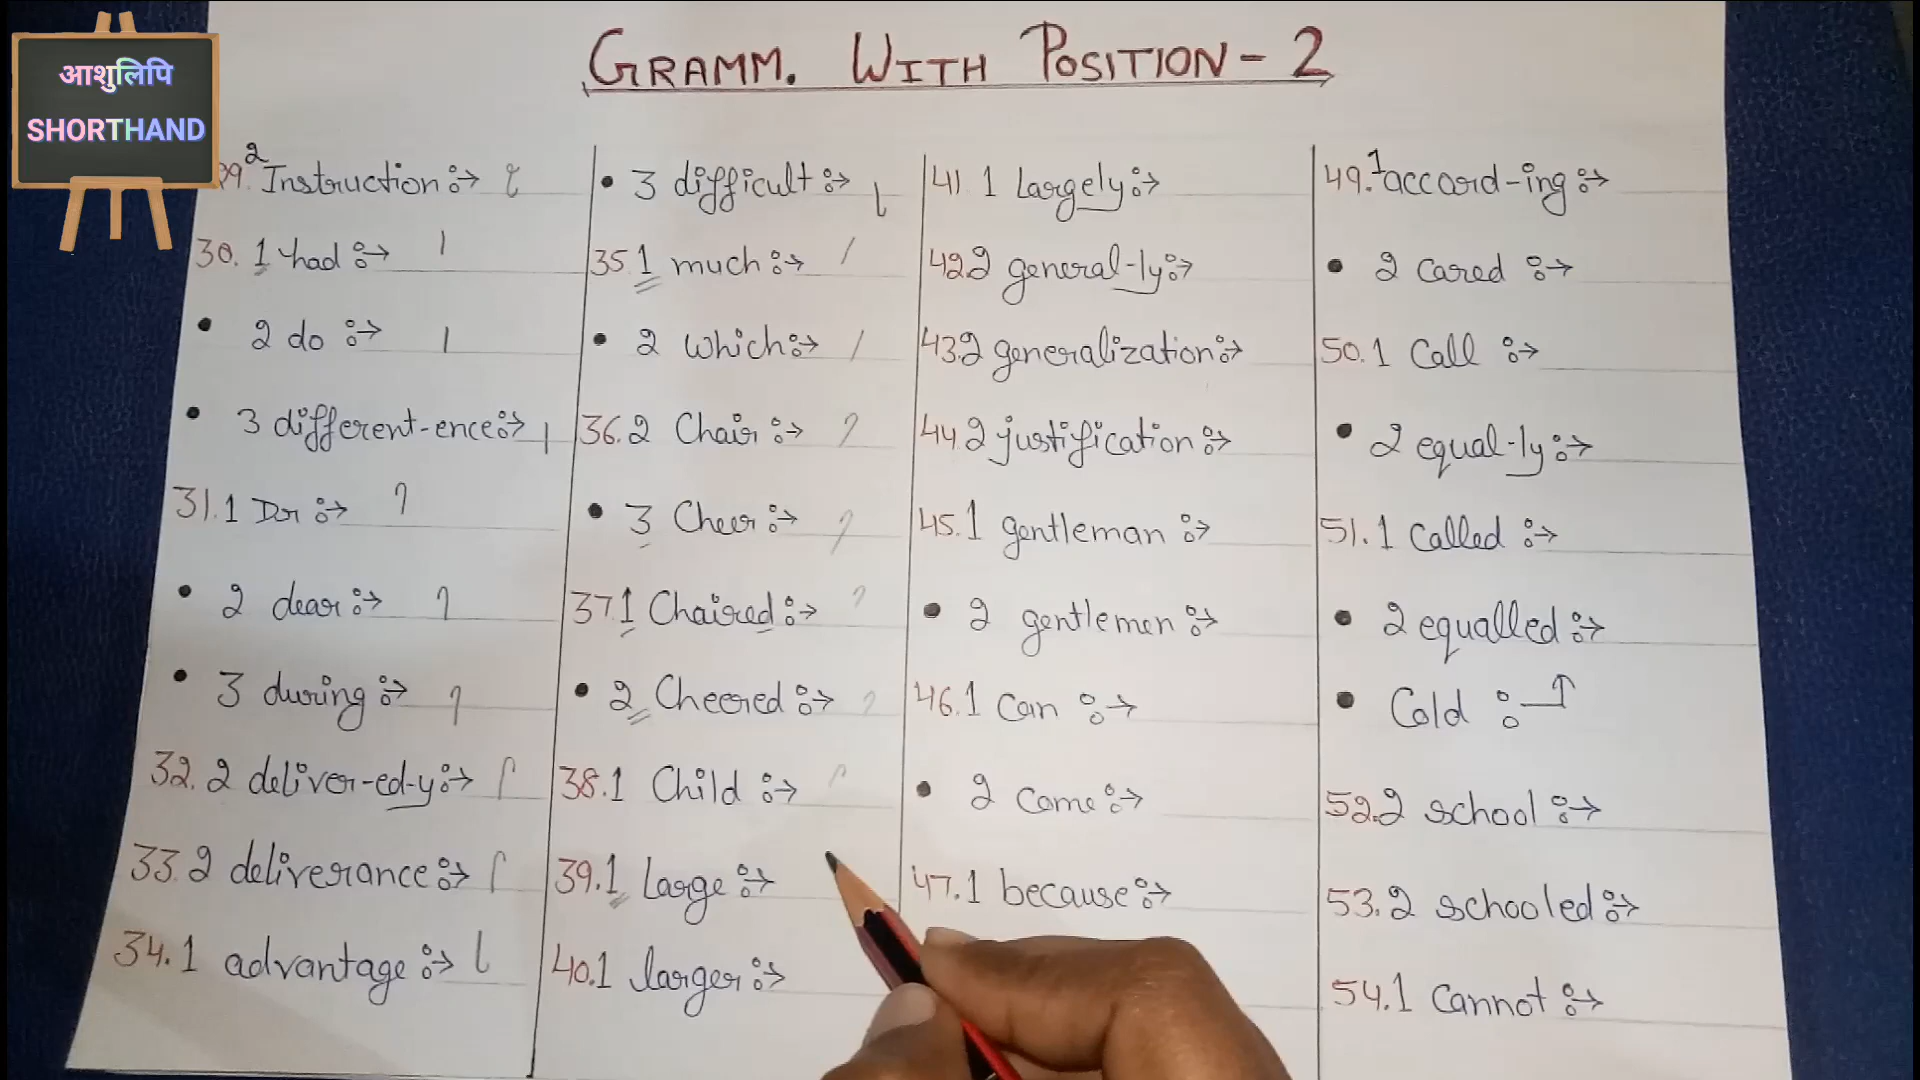 आशुलिपि
SHORTHAND
GRAMM. WITH POSITION - 2
29. 2 Instruction
30. 1 had
• 2 do
• 3 different-ence
31. 1 Dr
• 2 dear
• 3 during
32. 2 deliver-ed-y
33. 2 deliverance
34. 1 advantage
• 3 difficult
35 1 much
• 2 which
36. 2 Chair
• 3 Cheer
37 1 Chaired
• 2 Cheered
38. 1 Child
39. 1 Large
40. 1 larger
41. 1 Largely
42. 2 general-ly
43. 2 generalization
44 2 justification
45. 1 gentleman
• 2 gentlemen
46. 1 Can
• 2 come
47. 1 because
49. 1 accord-ing
• 2 cared
50. 1 Call
• 2 equal-ly
51. 1 Called
• 2 equalled
• Cold
52. 2 school
53. 2 schooled
54. 1 Cannot